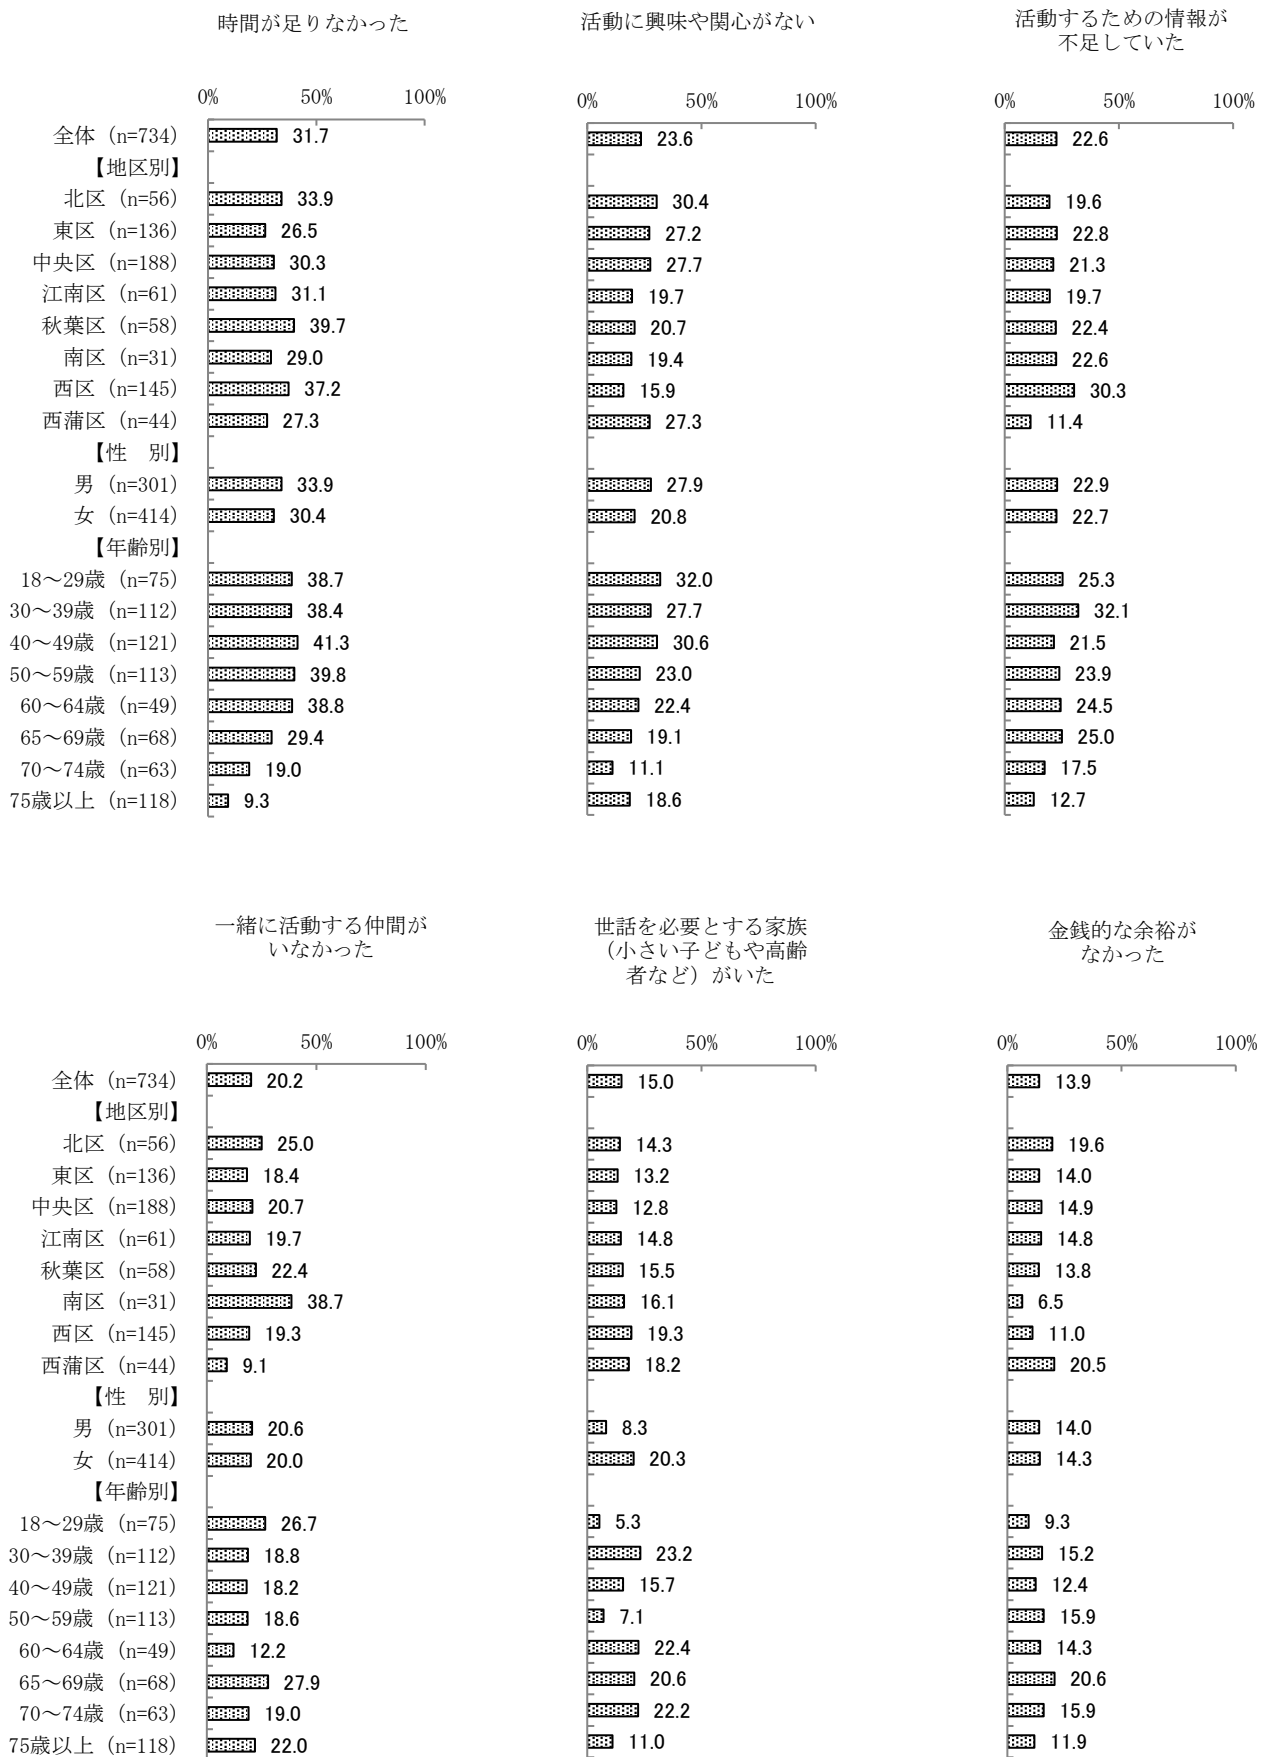 時間が足りなかった
活動に興味や関心がない
活動するための情報が
不足していた
0% 50% 100%
0% 50% 100%
0% 50% 100%
全体 (n=734) 31.7 23.6 22.6
【地区別】
北区 (n=56) 33.9 30.4 19.6
東区 (n=136) 26.5 27.2 22.8
中央区 (n=188) 30.3 27.7 21.3
江南区 (n=61) 31.1 19.7 19.7
秋葉区 (n=58) 39.7 20.7 22.4
南区 (n=31) 29.0 19.4 22.6
西区 (n=145) 37.2 15.9 30.3
西蒲区 (n=44) 27.3 27.3 11.4
【性　別】
男 (n=301) 33.9 27.9 22.9
女 (n=414) 30.4 20.8 22.7
【年齢別】
18～29歳 (n=75) 38.7 32.0 25.3
30～39歳 (n=112) 38.4 27.7 32.1
40～49歳 (n=121) 41.3 30.6 21.5
50～59歳 (n=113) 39.8 23.0 23.9
60～64歳 (n=49) 38.8 22.4 24.5
65～69歳 (n=68) 29.4 19.1 25.0
70～74歳 (n=63) 19.0 11.1 17.5
75歳以上 (n=118) 9.3 18.6 12.7
一緒に活動する仲間が
いなかった
世話を必要とする家族
（小さい子どもや高齢
者など）がいた
金銭的な余裕が
なかった
0% 50% 100%
0% 50% 100%
0% 50% 100%
全体 (n=734) 20.2 15.0 13.9
【地区別】
北区 (n=56) 25.0 14.3 19.6
東区 (n=136) 18.4 13.2 14.0
中央区 (n=188) 20.7 12.8 14.9
江南区 (n=61) 19.7 14.8 14.8
秋葉区 (n=58) 22.4 15.5 13.8
南区 (n=31) 38.7 16.1 6.5
西区 (n=145) 19.3 19.3 11.0
西蒲区 (n=44) 9.1 18.2 20.5
【性　別】
男 (n=301) 20.6 8.3 14.0
女 (n=414) 20.0 20.3 14.3
【年齢別】
18～29歳 (n=75) 26.7 5.3 9.3
30～39歳 (n=112) 18.8 23.2 15.2
40～49歳 (n=121) 18.2 15.7 12.4
50～59歳 (n=113) 18.6 7.1 15.9
60～64歳 (n=49) 12.2 22.4 14.3
65～69歳 (n=68) 27.9 20.6 20.6
70～74歳 (n=63) 19.0 22.2 15.9
75歳以上 (n=118) 22.0 11.0 11.9